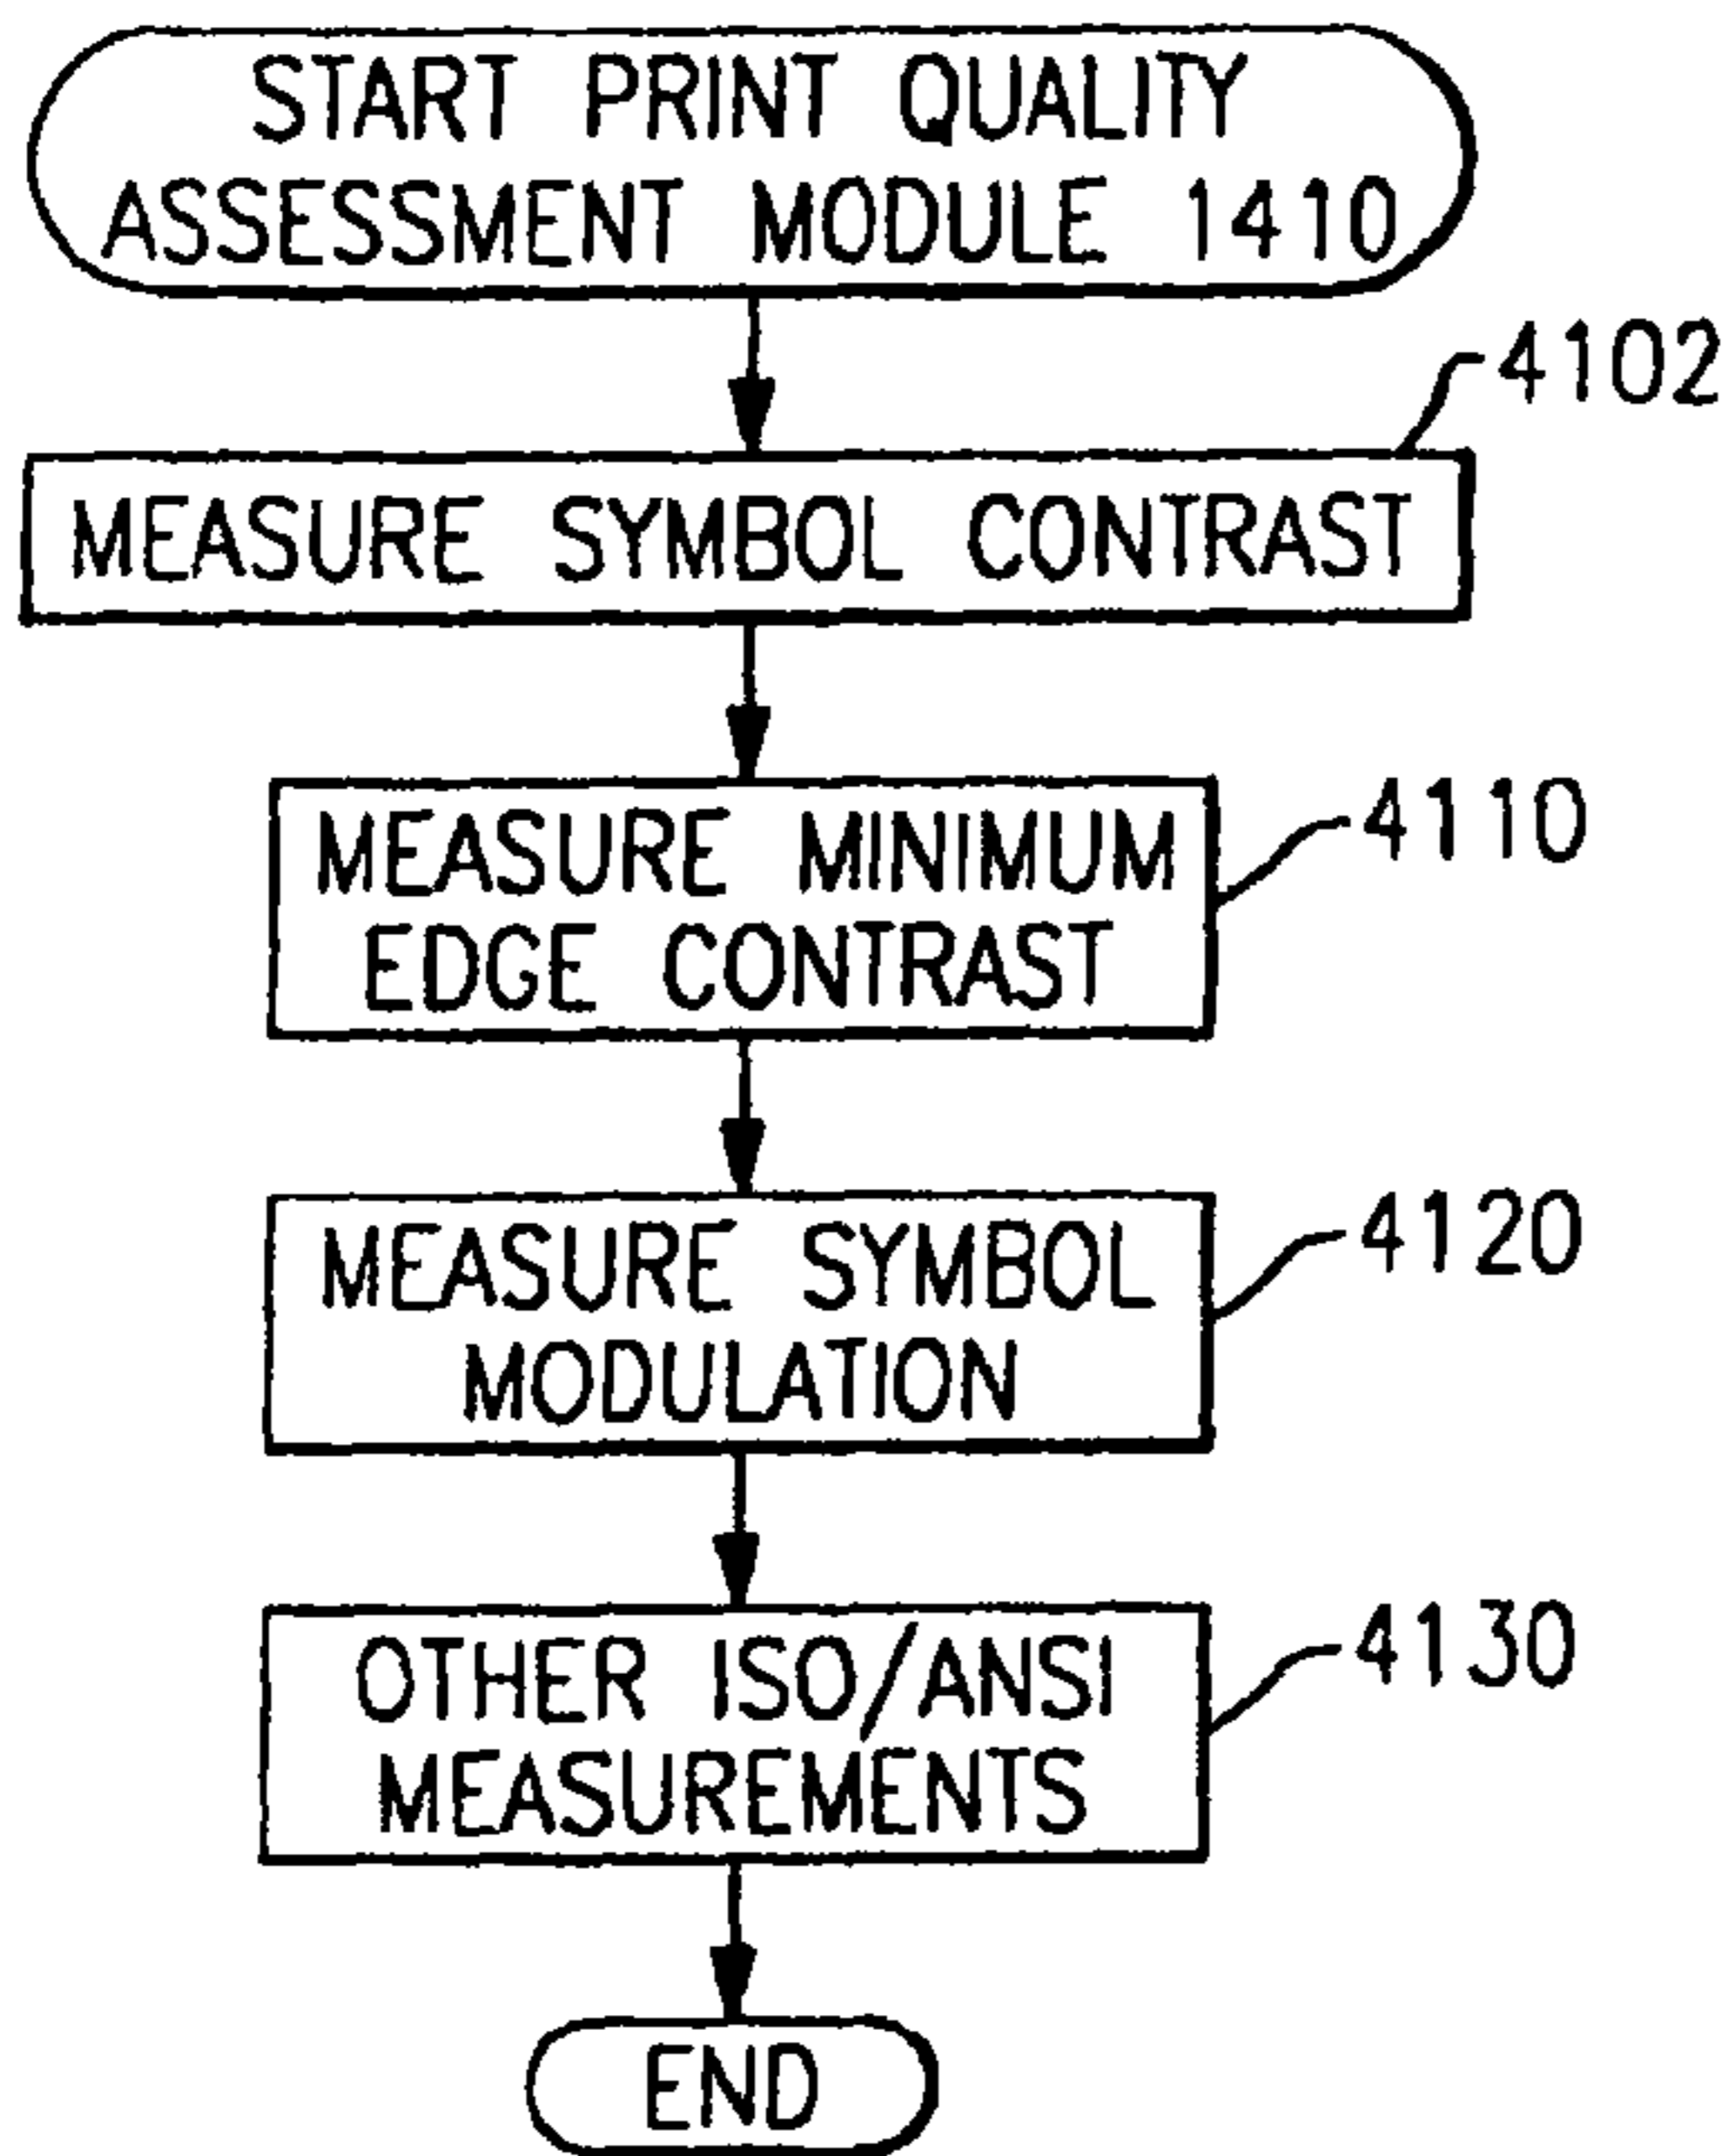 START PRINT QUALITY
ASSESSMENT MODULE 1410
4102
MEASURE SYMBOL CONTRAST
MEASURE MINIMUM
EDGE CONTRAST
4110
MEASURE SYMBOL
MODULATION
4120
OTHER ISO/ANSI
MEASUREMENTS
4130
END